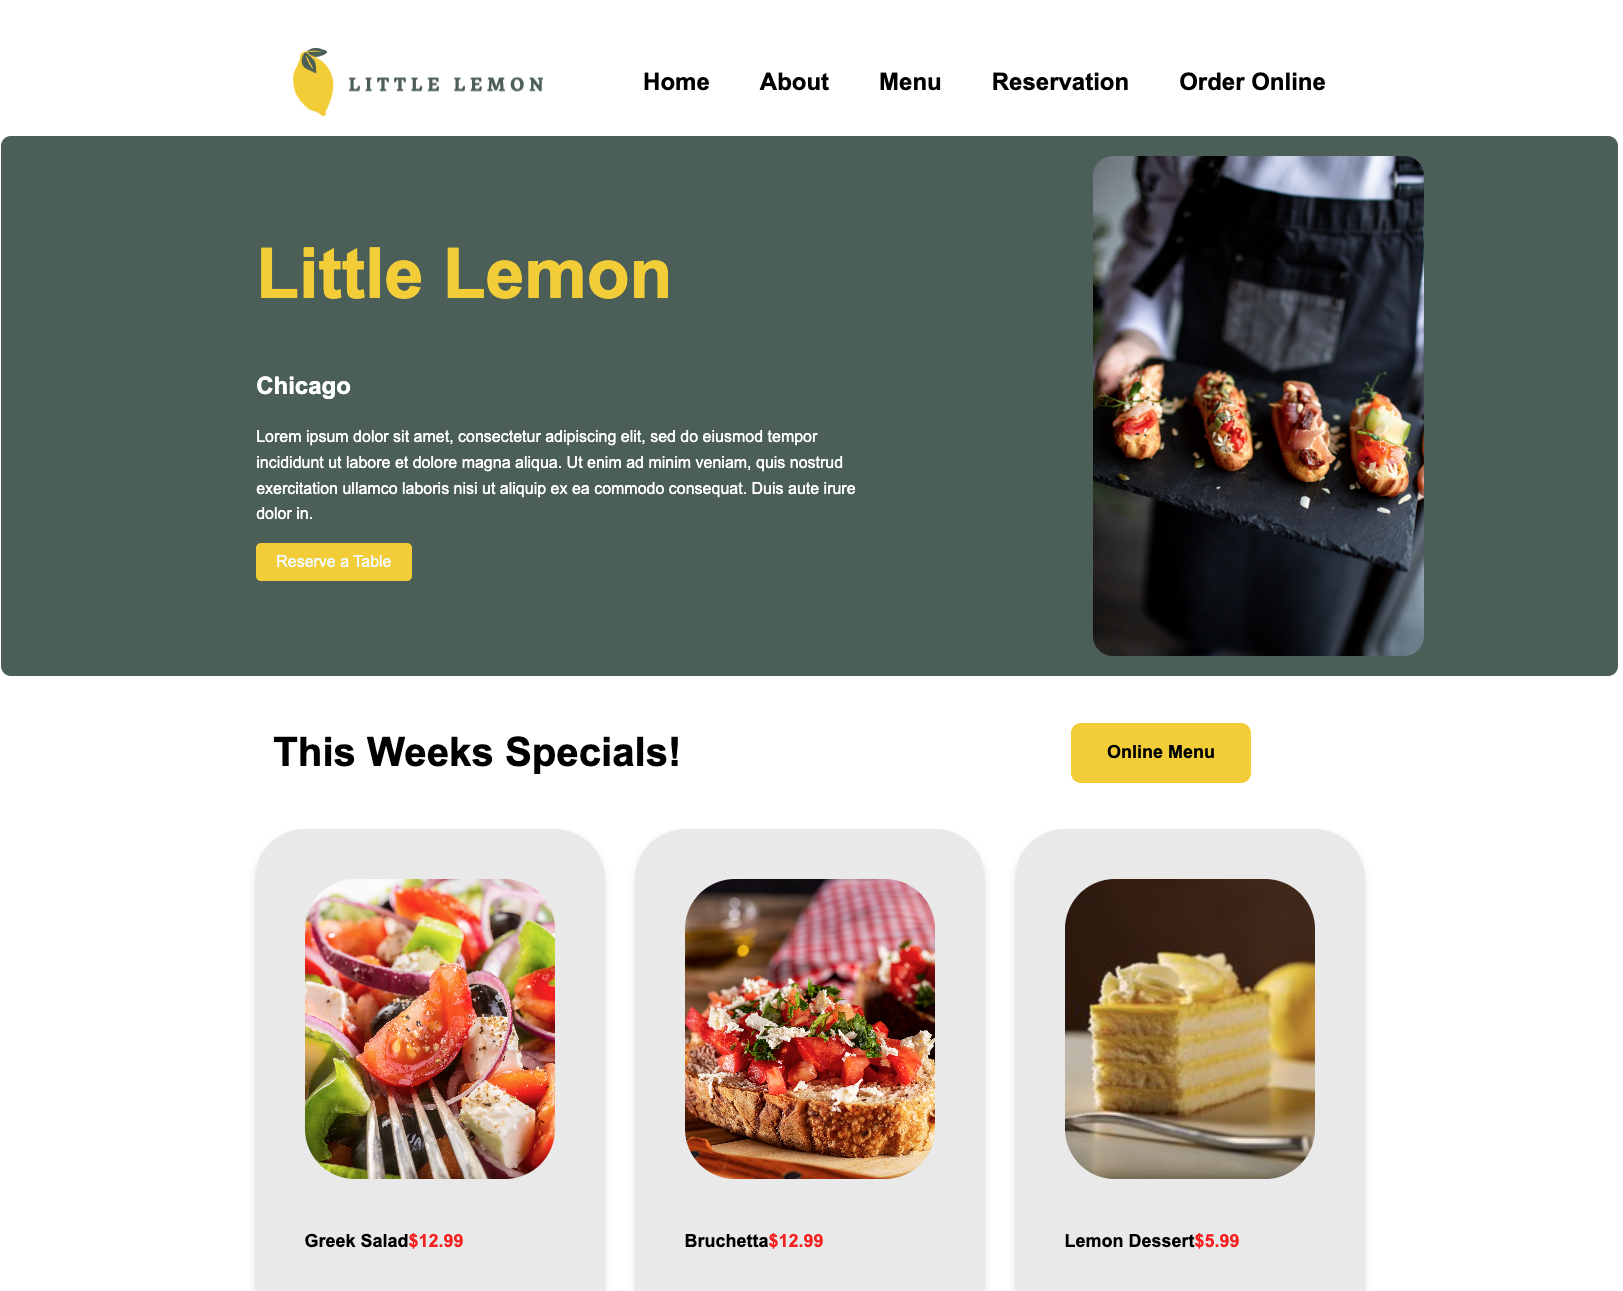 LITTLE LEMON
Home About Menu Reservation Order Online
Little Lemon
Chicago
Lorem ipsum dolor sit amet, consectetur adipiscing elit, sed do eiusmod tempor
incididunt ut labore et dolore magna aliqua. Ut enim ad minim veniam, quis nostrud
exercitation ullamco laboris nisi ut aliquip ex ea commodo consequat. Duis aute irure
dolor in.
Reserve a Table
This Weeks Specials!
Online Menu
Greek Salad$12.99
Bruchetta$12.99
Lemon Dessert$5.99